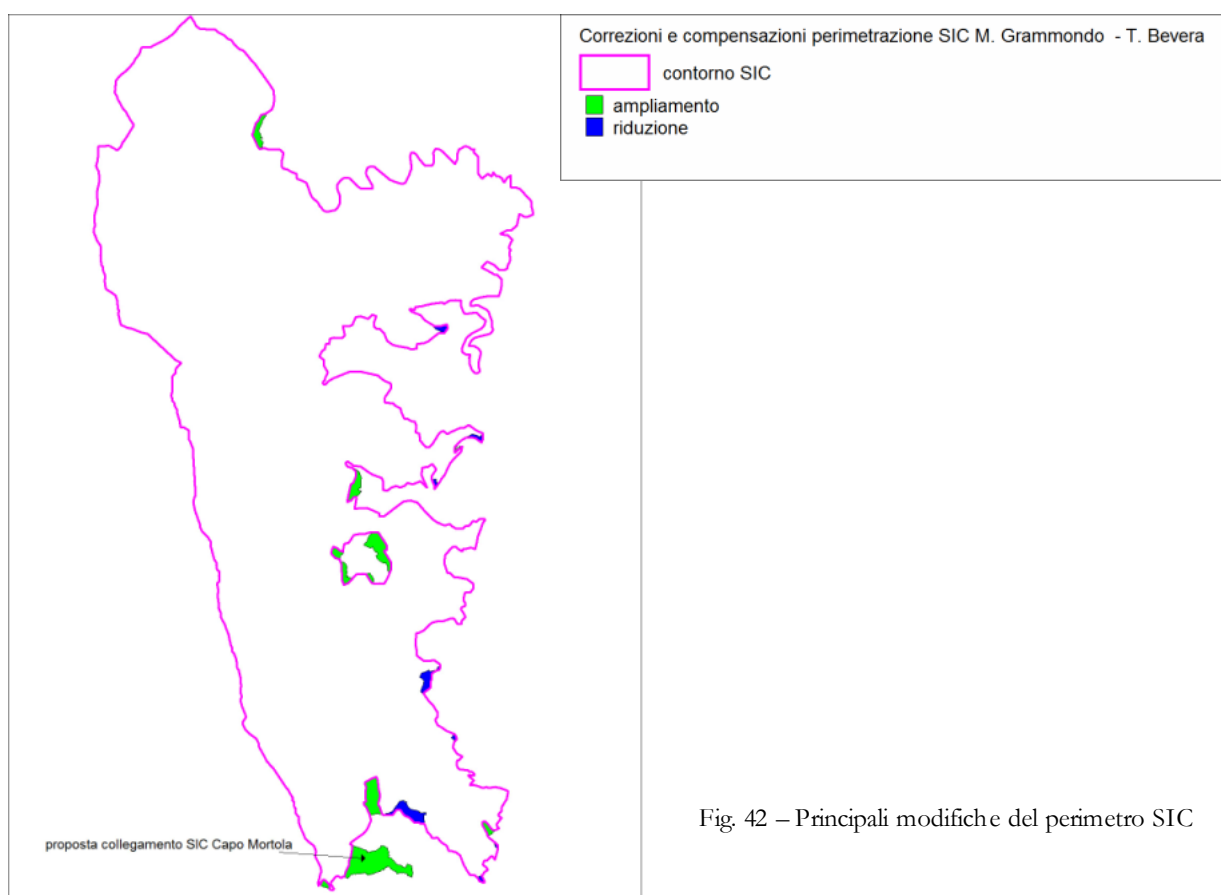 Correzioni e compensazioni perimetrazione SIC M. Grammondo - T. Bevera
contorno SIC
ampliamento
riduzione
proposta collegamento SIC Capo Mortola
Fig. 42 – Principali modifiche del perimetro SIC